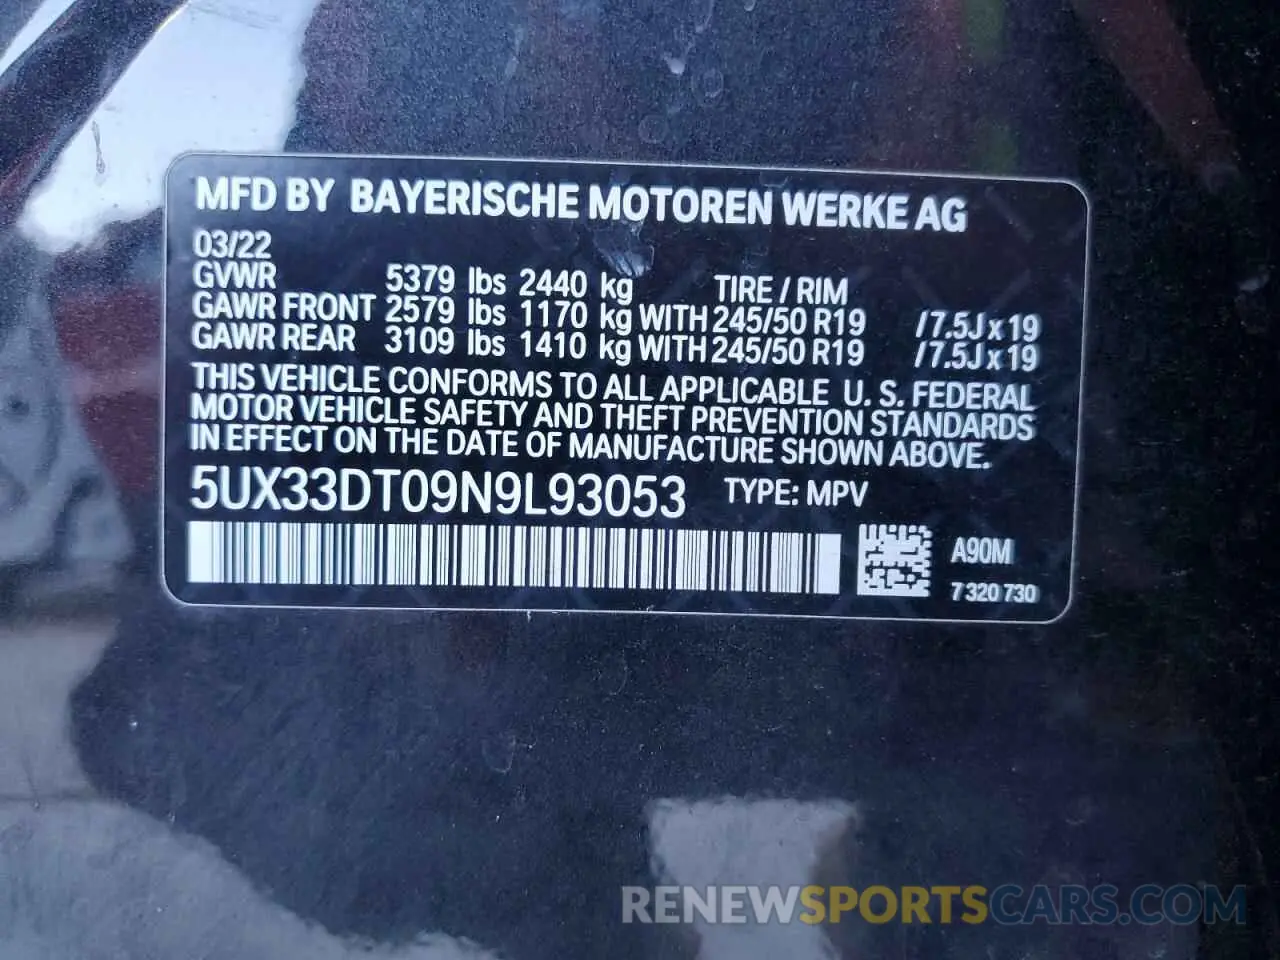 MFD BY BAYERISCHE MOTOREN WERKE AG
03/22
GVWR 5379 lbs 2440 kg TIRE / RIM
GAWR FRONT 2579 lbs 1170 kg WITH 245/50 R19 /7.5J x 19
GAWR REAR 3109 lbs 1410 kg WITH 245/50 R19 /7.5J x 19
THIS VEHICLE CONFORMS TO ALL APPLICABLE U. S. FEDERAL
MOTOR VEHICLE SAFETY AND THEFT PREVENTION STANDARDS
IN EFFECT ON THE DATE OF MANUFACTURE SHOWN ABOVE.
5UX33DT09N9L93053 TYPE: MPV
A90M
7 320 730
RENEWSPORTSCARS.COM